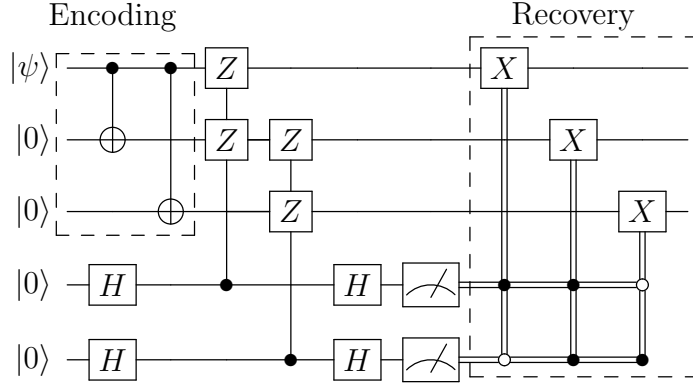 Encoding Recovery
|ψ⟩ Z X
|0⟩ Z Z X
|0⟩ Z X
|0⟩ H H
|0⟩ H H